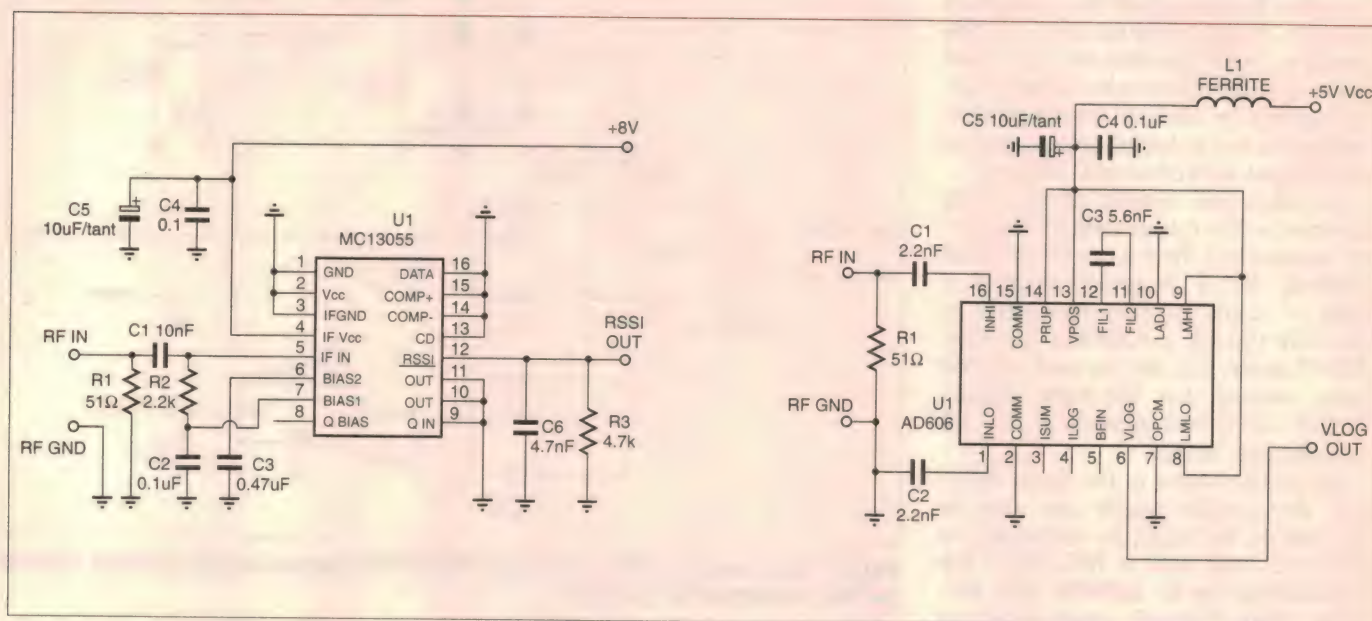 +8V
C5
10uF/tant
+
C4
0.1
U1
MC13055
1 GND DATA 16
2 Vcc COMP+ 15
3 IFGND COMP- 14
4 IF Vcc CD 13
5 IF IN RSSI 12
6 BIAS2 OUT 11
7 BIAS1 OUT 10
8 Q BIAS Q IN 9
RF IN
C1 10nF
R1
51Ω
R2
2.2k
RF GND
C2
0.1uF
C3
0.47uF
RSSI
OUT
C6
4.7nF
R3
4.7k
L1
FERRITE
+5V Vcc
C5 10uF/tant
+
C4 0.1uF
C3 5.6nF
C1
2.2nF
RF IN
16 15 14 13 12 11 10 9
INHI COMM PRUP VPOS FIL1 FIL2 LADJ LMHI
R1
51Ω
RF GND
U1
AD606
INLO COMM ISUM ILOG BFIN VLOG OPCM LMLO
1 2 3 4 5 6 7 8
C2
2.2nF
VLOG
OUT